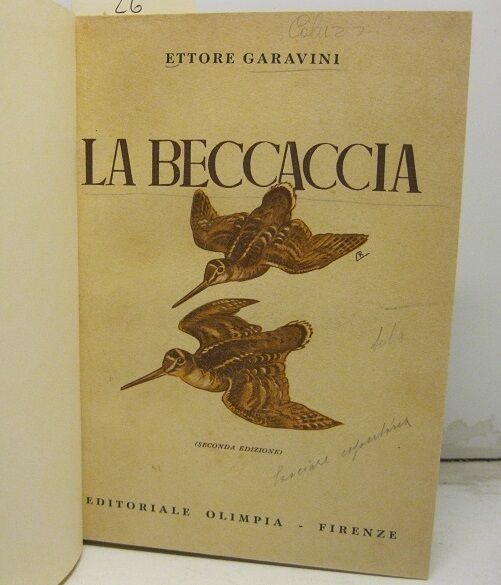 26
ETTORE GARAVINI
LA BECCACCIA
(SECONDA EDIZIONE)
EDITORIALE OLIMPIA - FIRENZE